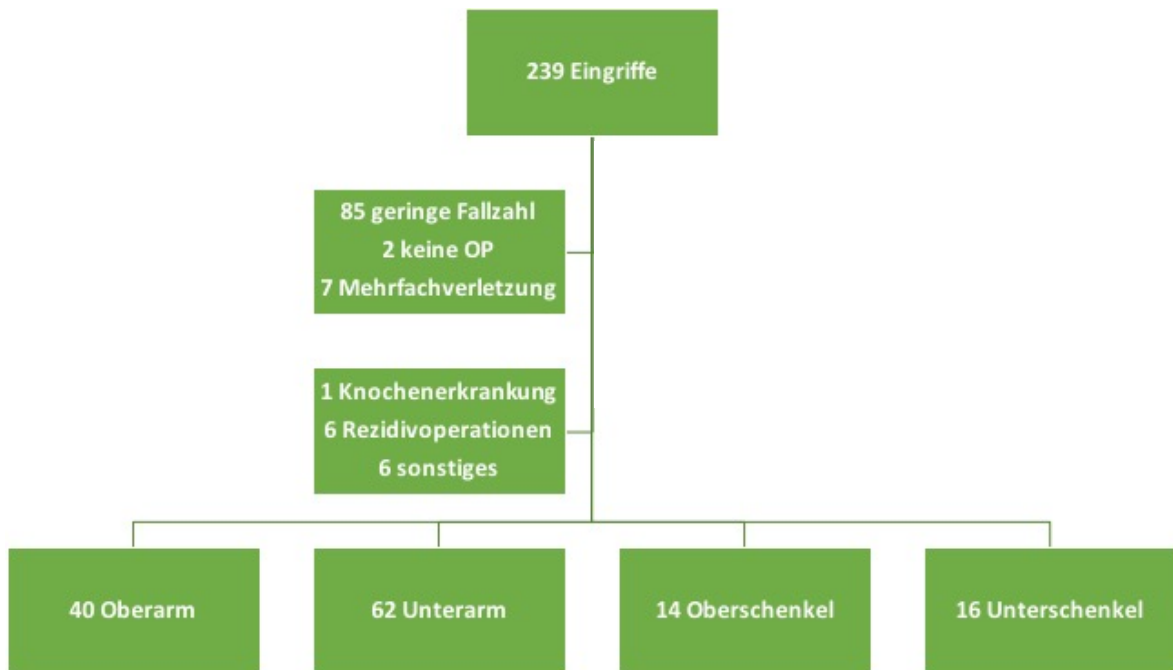 239 Eingriffe
85 geringe Fallzahl
2 keine OP
7 Mehrfachverletzung
1 Knochenerkrankung
6 Rezidivoperationen
6 sonstiges
40 Oberarm
62 Unterarm
14 Oberschenkel
16 Unterschenkel